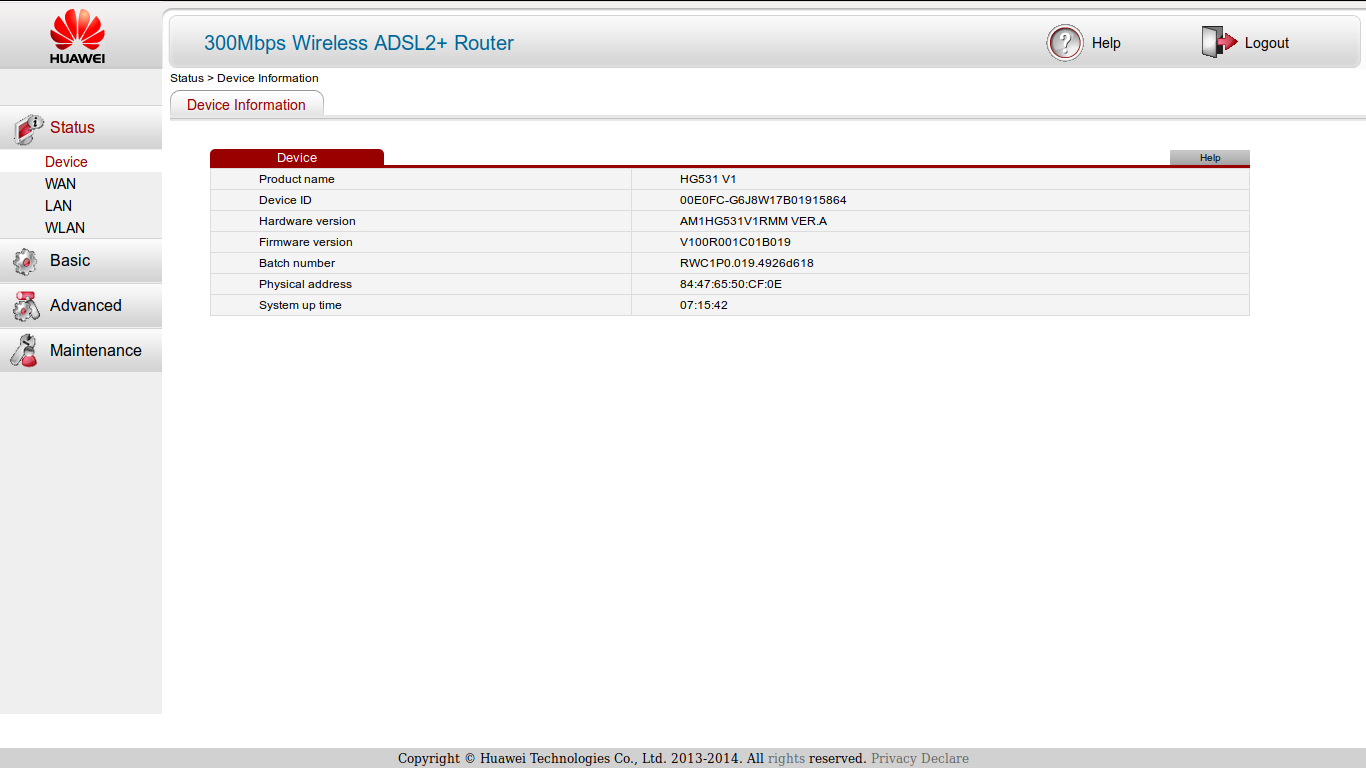 HUAWEI
300Mbps Wireless ADSL2+ Router
Help
Logout
Status > Device Information
Device Information
Status
Device
WAN
LAN
WLAN
Basic
Advanced
Maintenance
Device
Help
Product name HG531 V1
Device ID 00E0FC-G6J8W17B01915864
Hardware version AM1HG531V1RMM VER.A
Firmware version V100R001C01B019
Batch number RWC1P0.019.4926d618
Physical address 84:47:65:50:CF:0E
System up time 07:15:42
Copyright © Huawei Technologies Co., Ltd. 2013-2014. All rights reserved. Privacy Declare